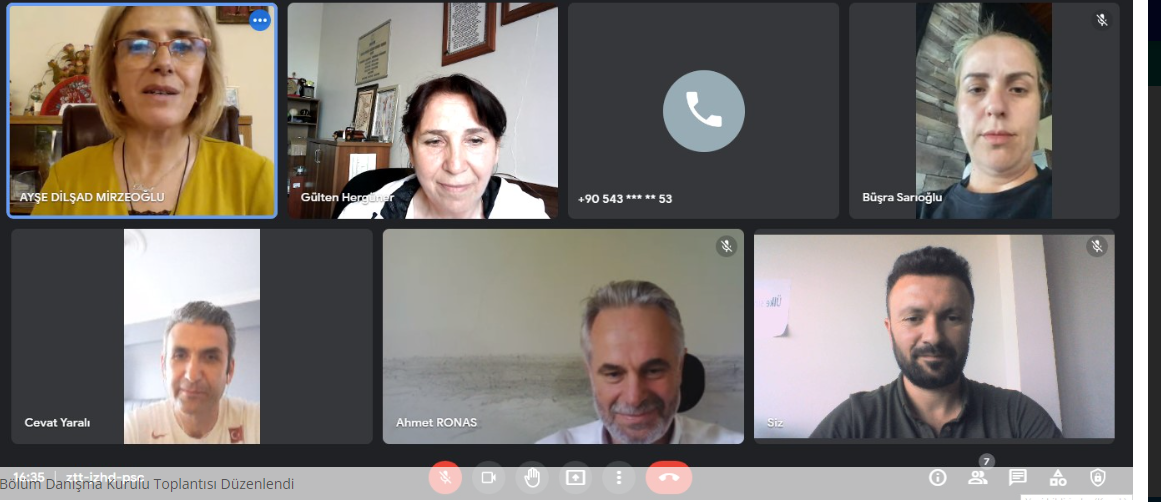 AYŞE DİLŞAD MİRZEOĞLU
Gülten Hergüner
+90 543 *** ** 53
Büşra Sarıoğlu
Cevat Yaralı
Ahmet RONAS
Siz
7
16:35 | ztt-izhd-psc
Bölüm Danışma Kurulu Toplantısı Düzenlendi